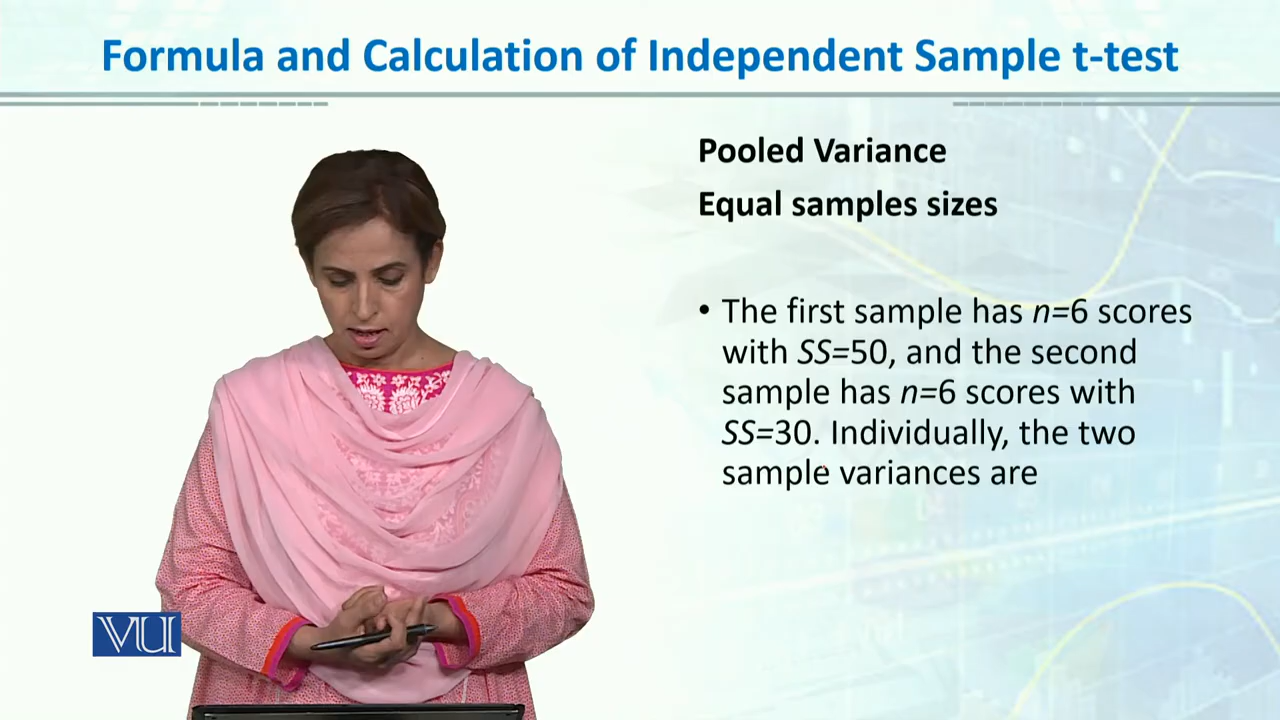 Formula and Calculation of Independent Sample t-test
Pooled Variance
Equal samples sizes
• The first sample has n=6 scores
with SS=50, and the second
sample has n=6 scores with
SS=30. Individually, the two
sample variances are
VU